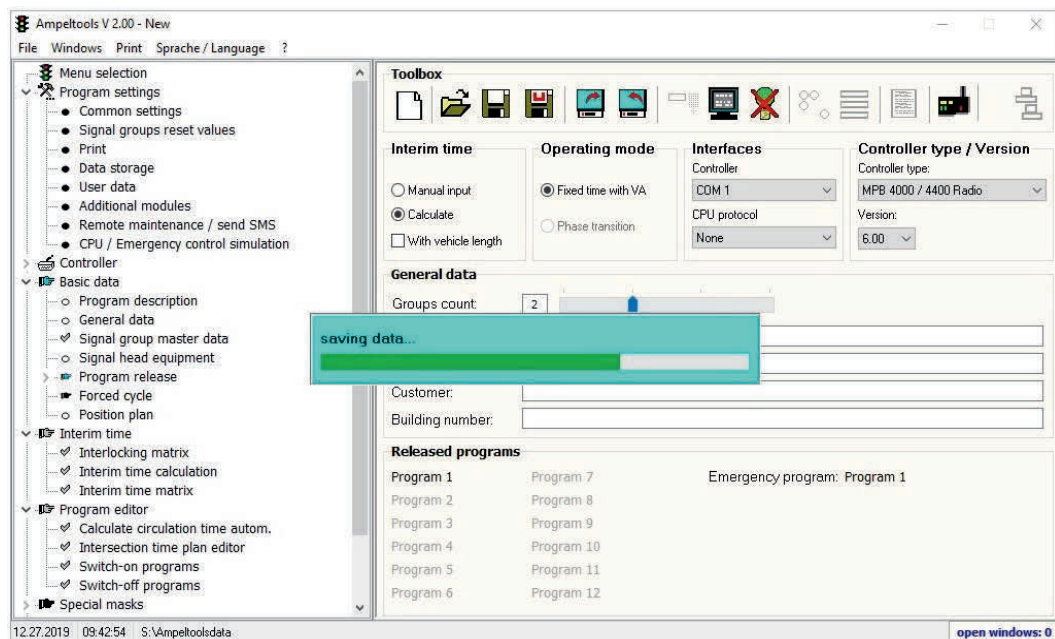 Ampeltools V 2.00 - New
File Windows Print Sprache / Language ?
Menu selection
Program settings
Common settings
Signal groups reset values
Print
Data storage
User data
Additional modules
Remote maintenance / send SMS
CPU / Emergency control simulation
Controller
Basic data
Program description
General data
Signal group master data
Signal head equipment
Program release
Forced cycle
Position plan
Interim time
Interlocking matrix
Interim time calculation
Interim time matrix
Program editor
Calculate circulation time autom.
Intersection time plan editor
Switch-on programs
Switch-off programs
Special masks
Toolbox
Interim time
Manual input
Calculate
With vehicle length
Operating mode
Fixed time with VA
Phase transition
Interfaces
Controller
COM 1
CPU protocol
None
Controller type / Version
Controller type:
MPB 4000 / 4400 Radio
Version:
6.00
General data
Groups count: 2
saving data...
Customer:
Building number:
Released programs
Program 1 Program 7 Emergency program: Program 1
Program 2 Program 8
Program 3 Program 9
Program 4 Program 10
Program 5 Program 11
Program 6 Program 12
12.27.2019 09:42:54 S:\Ampeltoolsdata open windows: 0